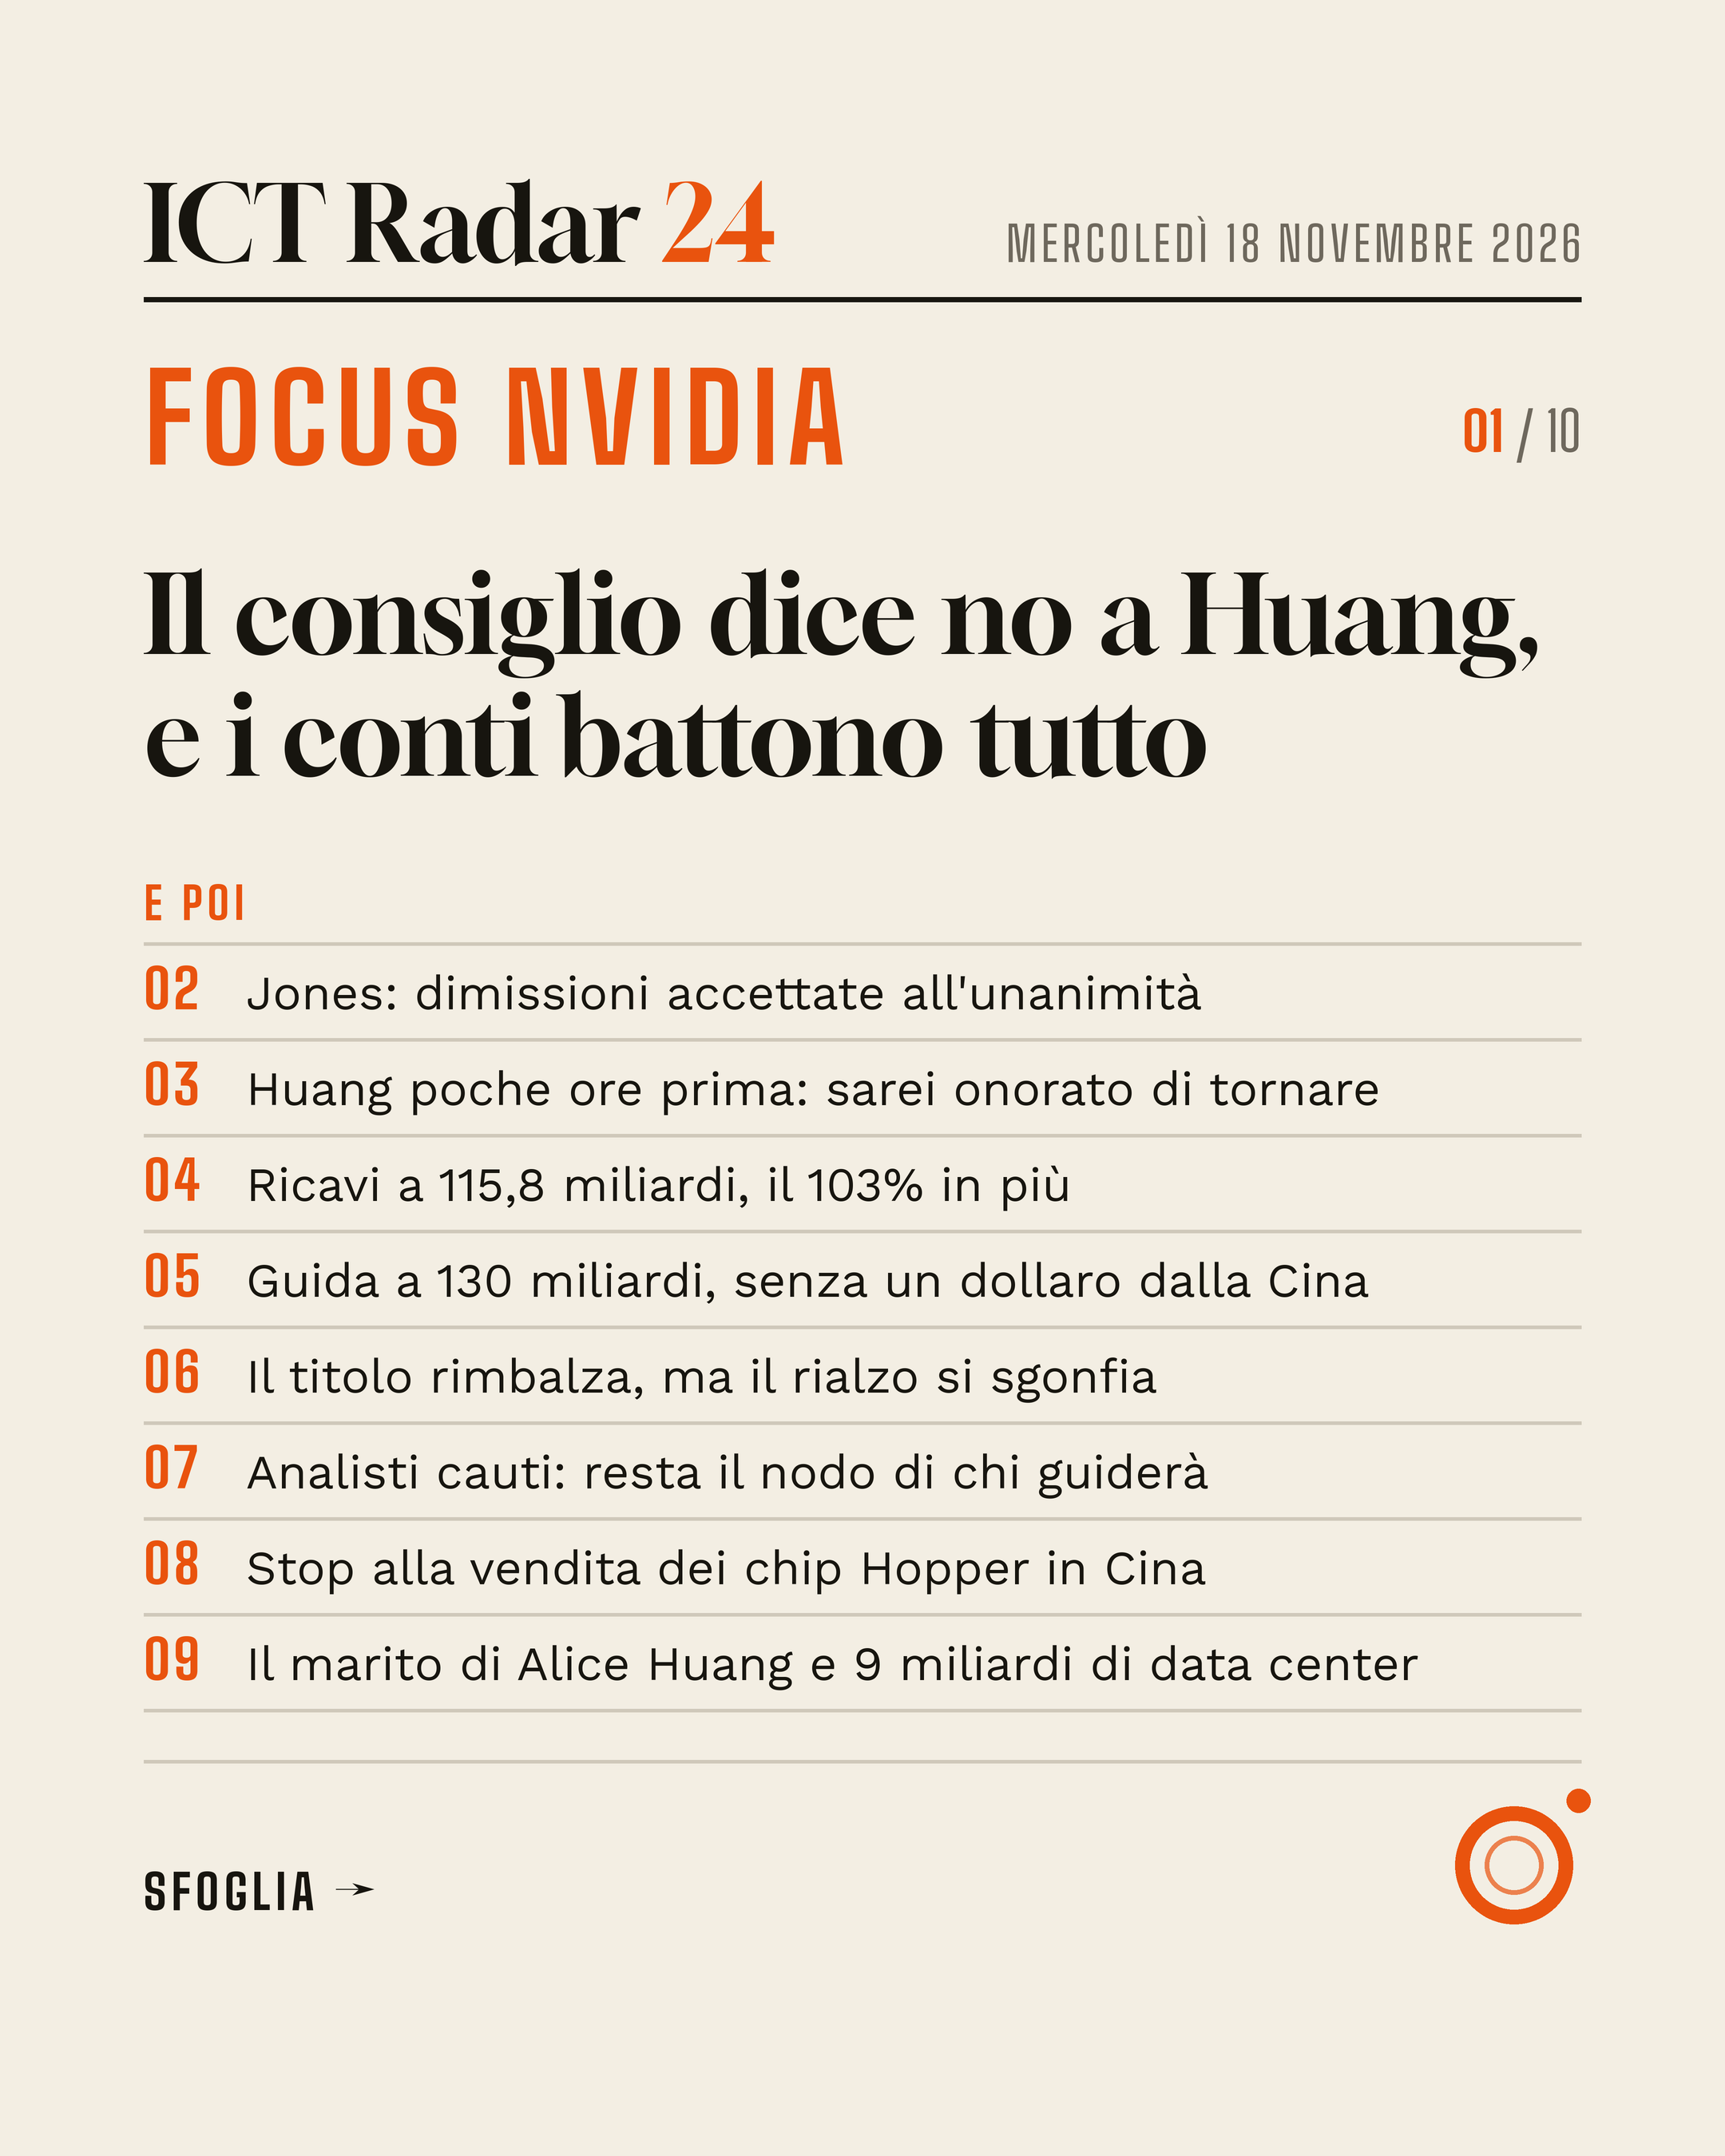 ICT Radar 24
MERCOLEDÌ 18 NOVEMBRE 2026
FOCUS NVIDIA
01 / 10
Il consiglio dice no a Huang,
e i conti battono tutto
E POI
02 Jones: dimissioni accettate all'unanimità
03 Huang poche ore prima: sarei onorato di tornare
04 Ricavi a 115,8 miliardi, il 103% in più
05 Guida a 130 miliardi, senza un dollaro dalla Cina
06 Il titolo rimbalza, ma il rialzo si sgonfia
07 Analisti cauti: resta il nodo di chi guiderà
08 Stop alla vendita dei chip Hopper in Cina
09 Il marito di Alice Huang e 9 miliardi di data center
SFOGLIA →